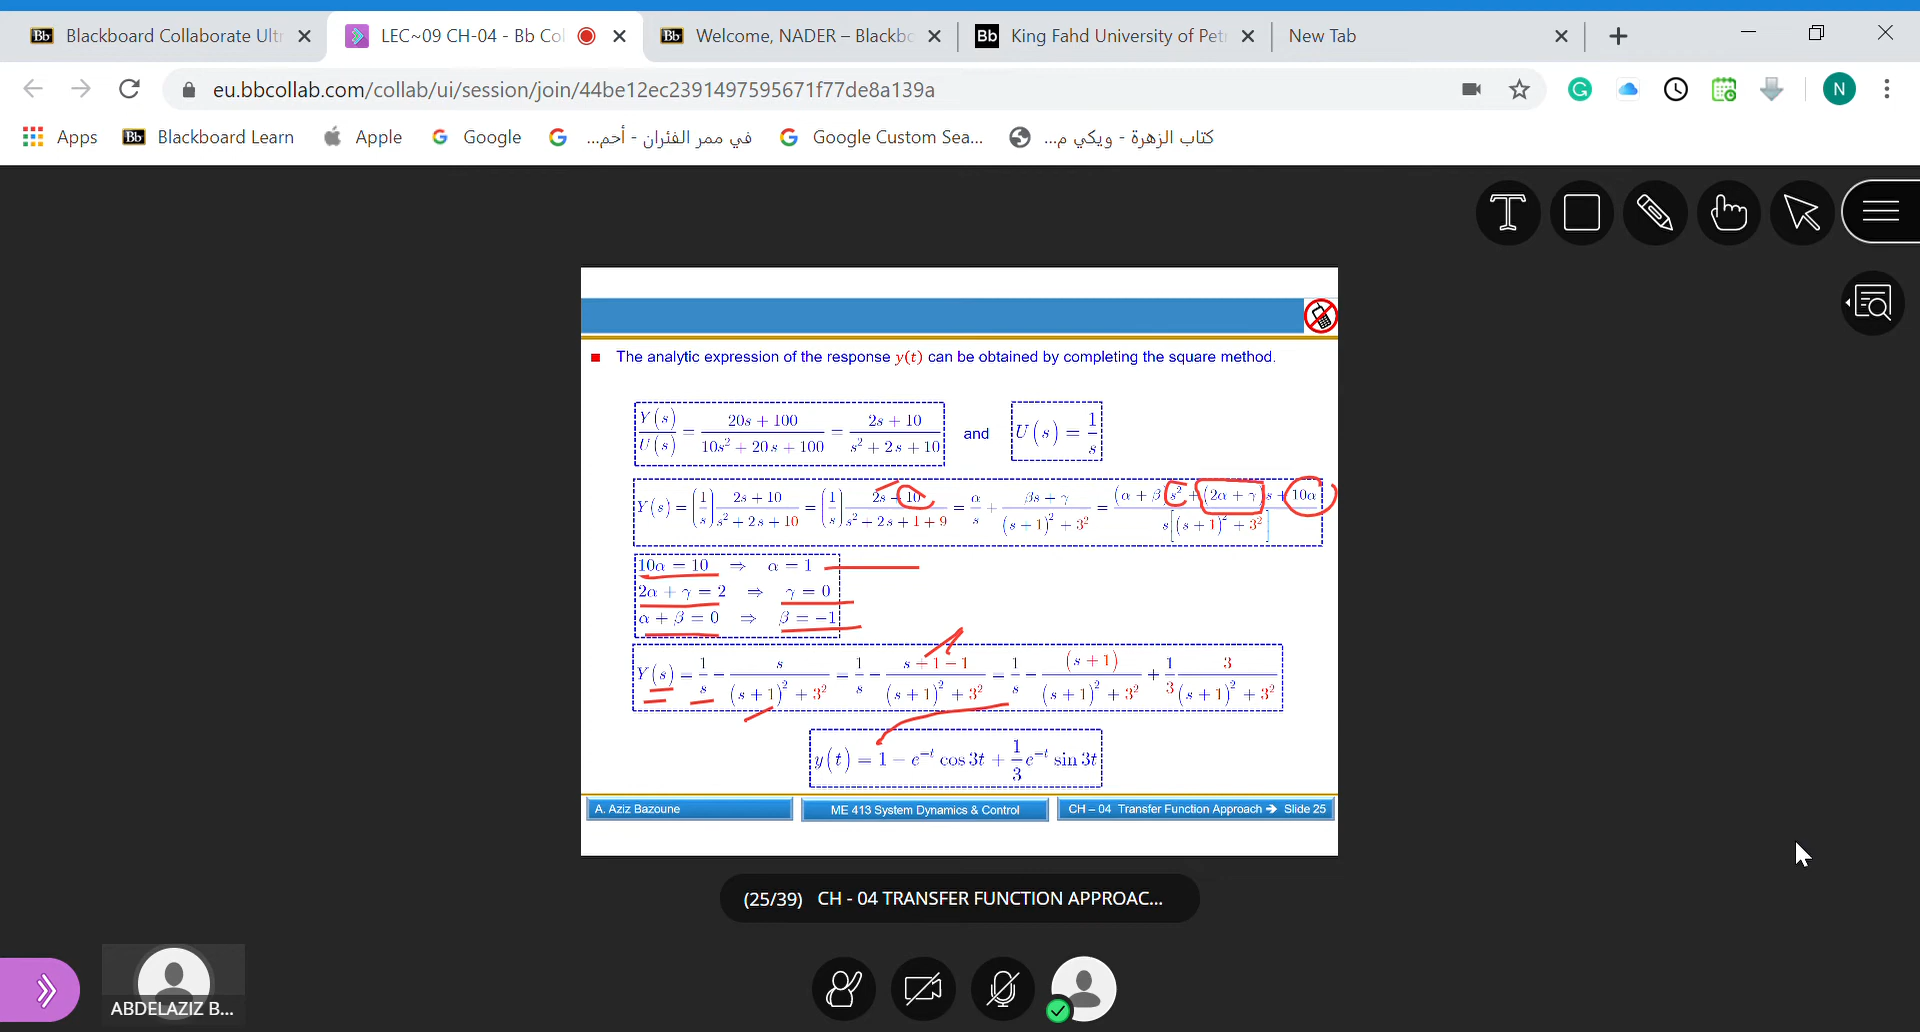 Blackboard Collaborate Ultr
LEC~09 CH-04 - Bb Col
Welcome, NADER – Blackbo
King Fahd University of Petr
New Tab
eu.bbcollab.com/collab/ui/session/join/44be12ec2391497595671f77de8a139a
N
Apps
Blackboard Learn
Apple
Google
في ممر الفئران - أحم...
Google Custom Sea...
كتاب الزهرة - ويكي م...
The analytic expression of the response y(t) can be obtained by completing the square method.
Y(s)/U(s) = (20s + 100)/(10s² + 20s + 100) = (2s + 10)/(s² + 2s + 10) and U(s) = 1/s
Y(s) = (1/s) (2s + 10)/(s² + 2s + 10) = (1/s) (2s + 10)/(s² + 2s + 1 + 9) = α/s + (βs + γ)/((s + 1)² + 3²) = ((α + β)s² + (2α + γ)s + 10α)/(s[(s + 1)² + 3²])
10α = 10 ⇒ α = 1
2α + γ = 2 ⇒ γ = 0
α + β = 0 ⇒ β = −1
Y(s) = 1/s − s/((s + 1)² + 3²) = 1/s − (s + 1 − 1)/((s + 1)² + 3²) = 1/s − (s + 1)/((s + 1)² + 3²) + 1/3 3/((s + 1)² + 3²)
y(t) = 1 − e⁻ᵗ cos 3t + 1/3 e⁻ᵗ sin 3t
A. Aziz Bazoune
ME 413 System Dynamics & Control
CH – 04 Transfer Function Approach ➔ Slide 25
(25/39) CH - 04 TRANSFER FUNCTION APPROAC...
ABDELAZIZ B...